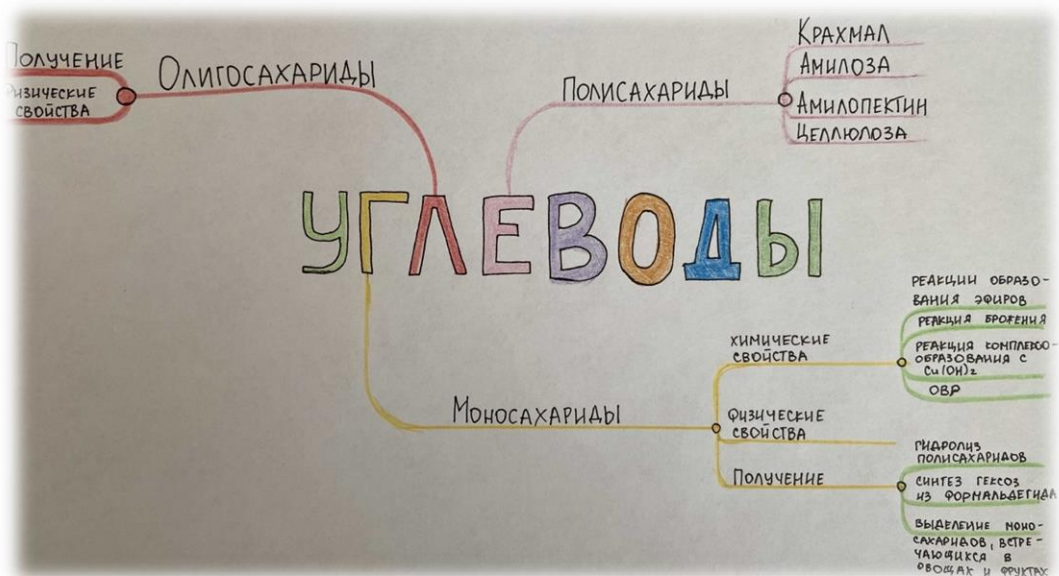 Получение
Физические
свойства
Олигосахариды
Полисахариды
Крахмал
Амилоза
Амилопектин
Целлюлоза
УГЛЕВОДЫ
Моносахариды
химические
свойства
Реакции образо-
вания эфиров
Реакция брожения
Реакция комплексо-
образования с
Cu(OH)2
ОВР
Физические
свойства
Получение
Гидролиз
полисахаридов
Синтез гексоз
из формальдегида
Выделение моно-
сахаридов, встре-
чающихся в
овощах и фруктах